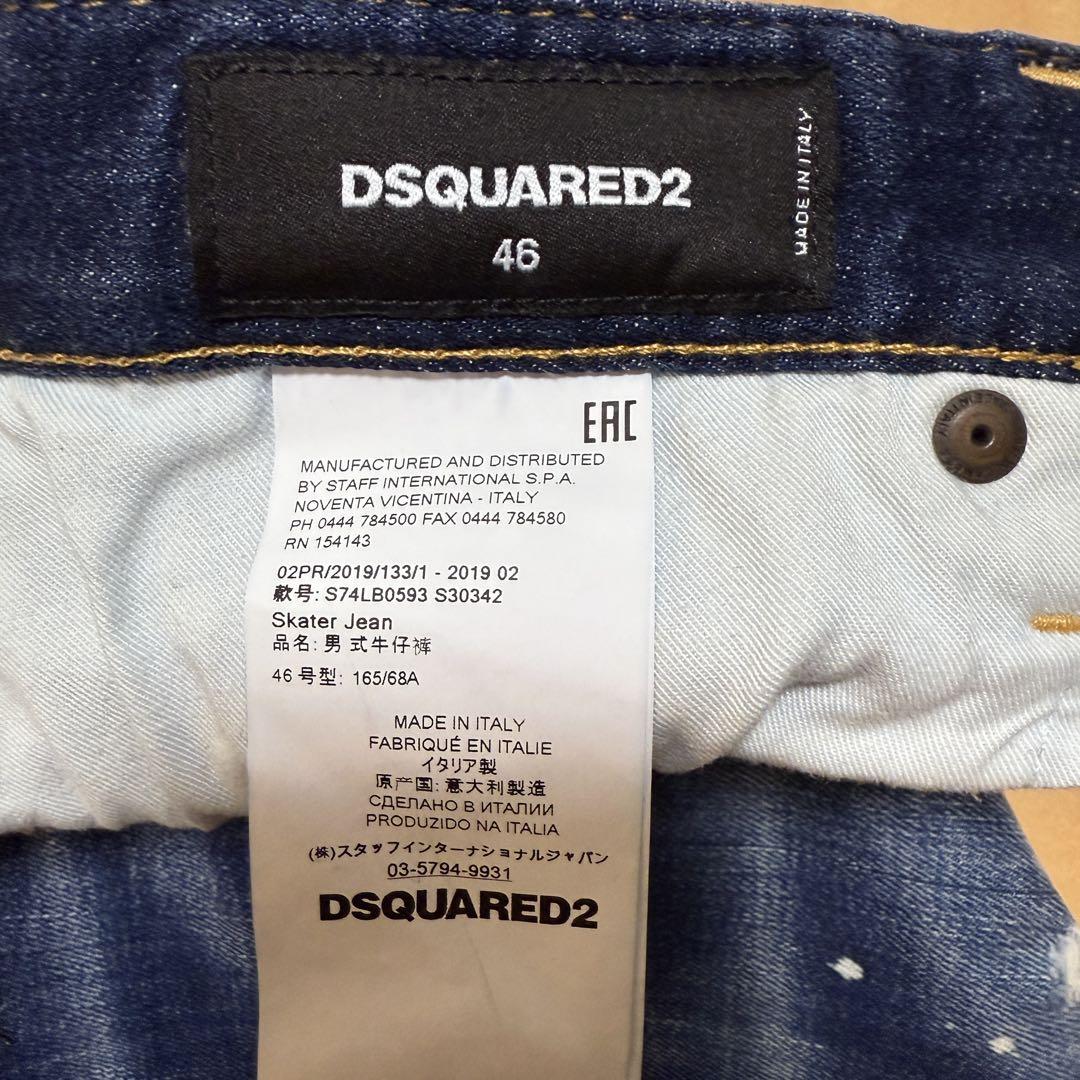 DSQUARED2
46
MADE IN ITALY
EAC
MANUFACTURED AND DISTRIBUTED
BY STAFF INTERNATIONAL S.P.A.
NOVENTA VICENTINA - ITALY
PH 0444 784500 FAX 0444 784580
RN 154143
02PR/2019/133/1 - 2019 02
款号: S74LB0593 S30342
Skater Jean
品名: 男 式牛仔裤
46 号型: 165/68A
MADE IN ITALY
FABRIQUÉ EN ITALIE
イタリア製
原产国: 意大利製造
СДЕЛАНО В ИТАЛИИ
PRODUZIDO NA ITALIA
(株)スタッフインターナショナルジャパン
03-5794-9931
DSQUARED2